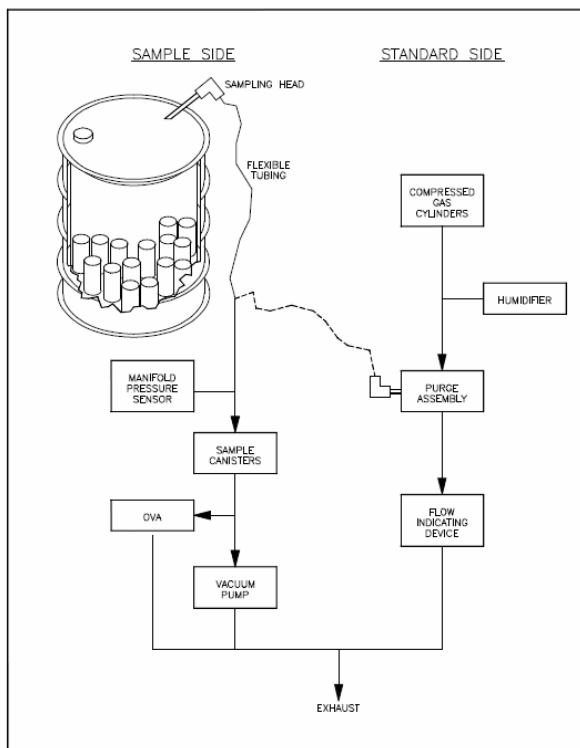 SAMPLE SIDE
STANDARD SIDE
SAMPLING HEAD
FLEXIBLE
TUBING
COMPRESSED
GAS
CYLINDERS
HUMIDIFIER
MANIFOLD
PRESSURE
SENSOR
PURGE
ASSEMBLY
SAMPLE
CANISTERS
OVA
FLOW
INDICATING
DEVICE
VACUUM
PUMP
EXHAUST